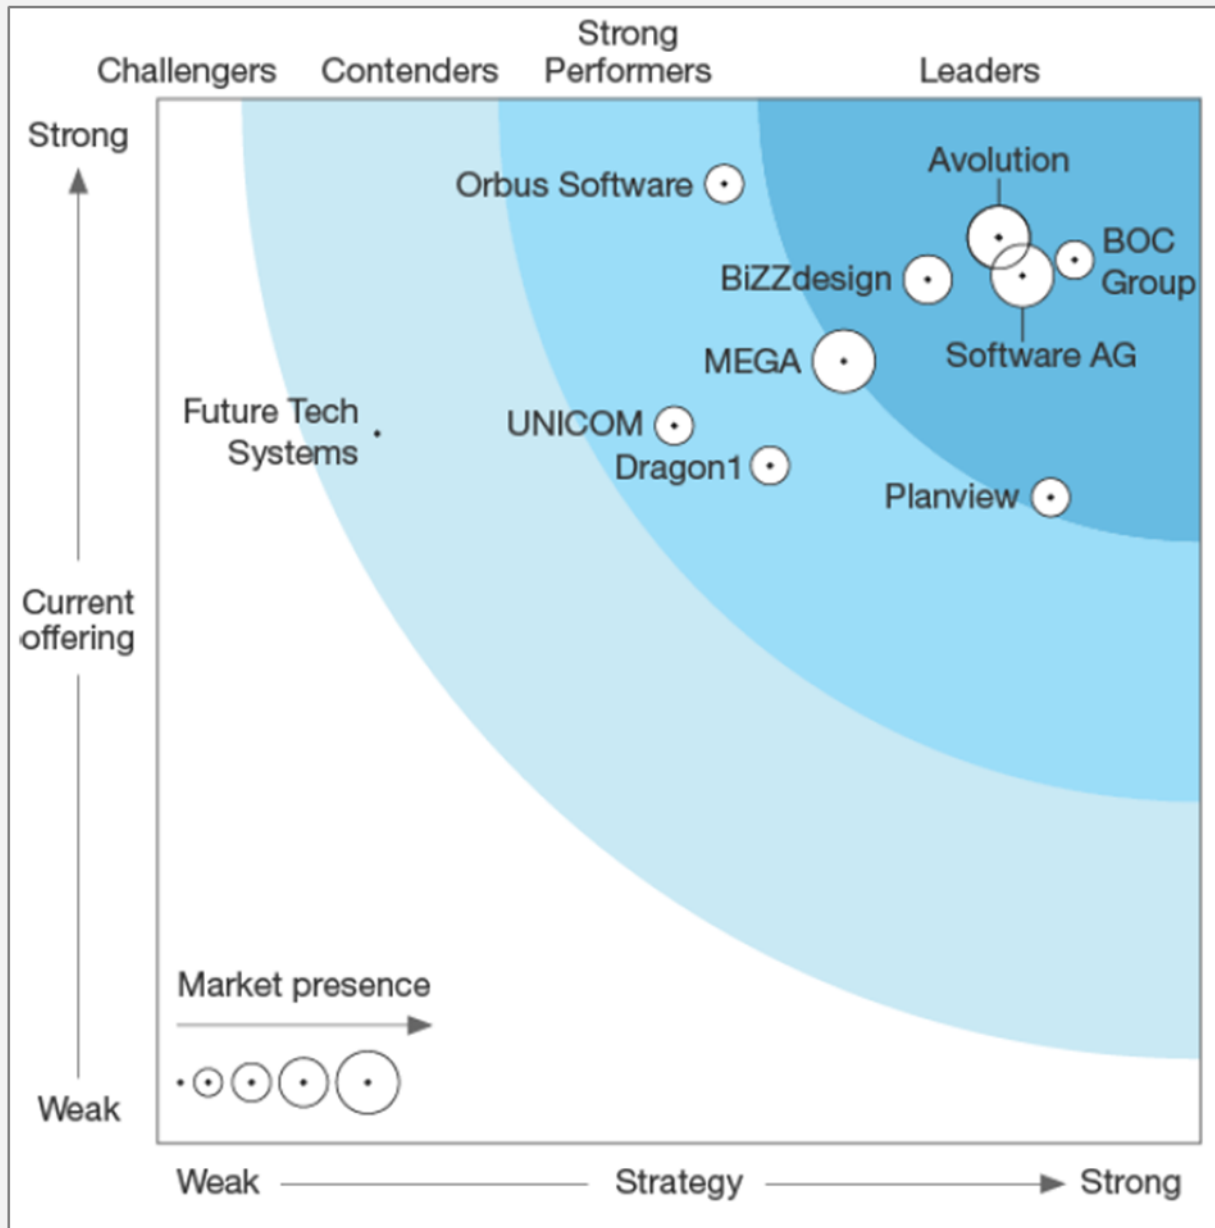 Strong
Challengers Contenders Performers Leaders
Strong
Avolution
Orbus Software
BOC
Group
BiZZdesign
Software AG
MEGA
Future Tech
Systems
UNICOM
Dragon1
Planview
Current
offering
Market presence
Weak
Weak Strategy Strong